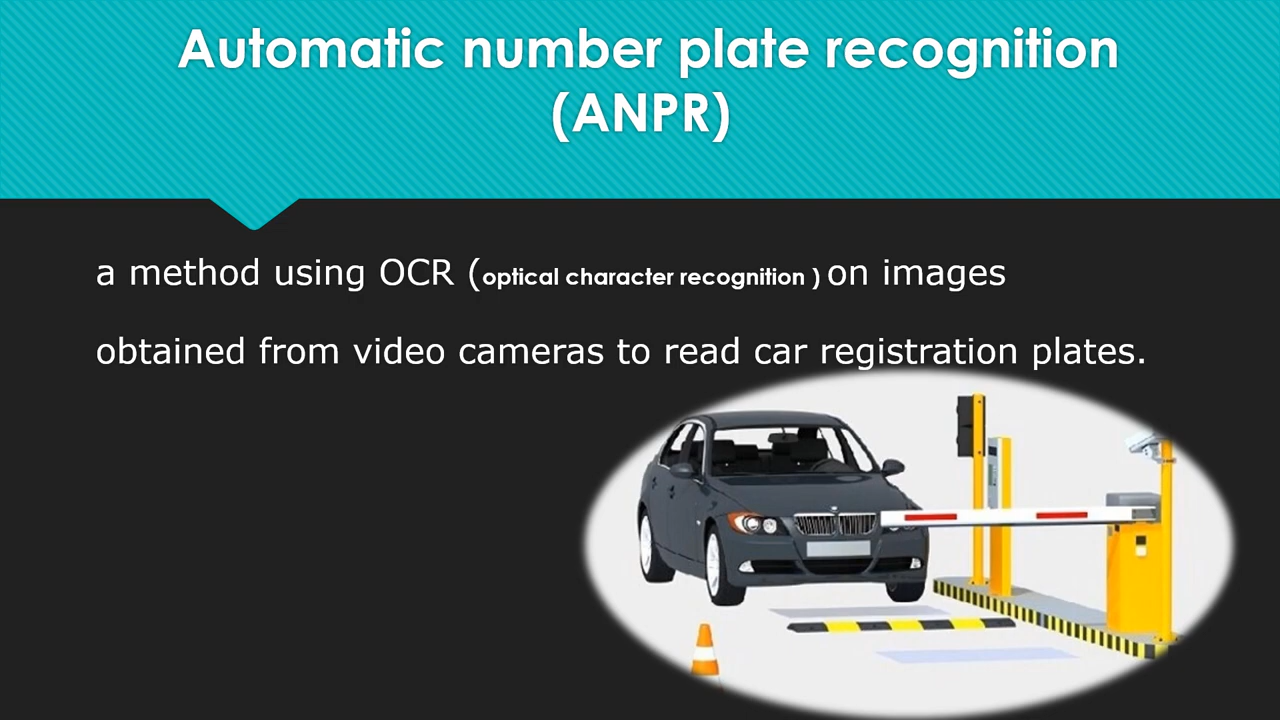 Automatic number plate recognition
(ANPR)
a method using OCR (optical character recognition ) on images
obtained from video cameras to read car registration plates.